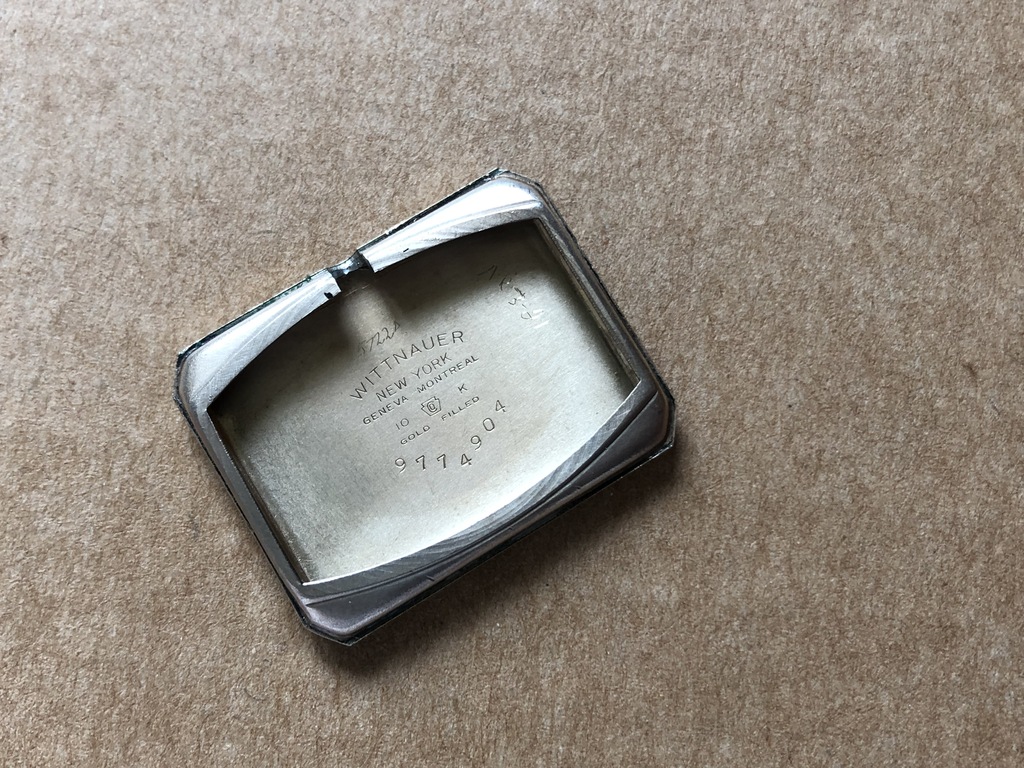 WITTNAUER
NEW YORK
GENEVA MONTREAL
10 K
GOLD FILLED
9774904